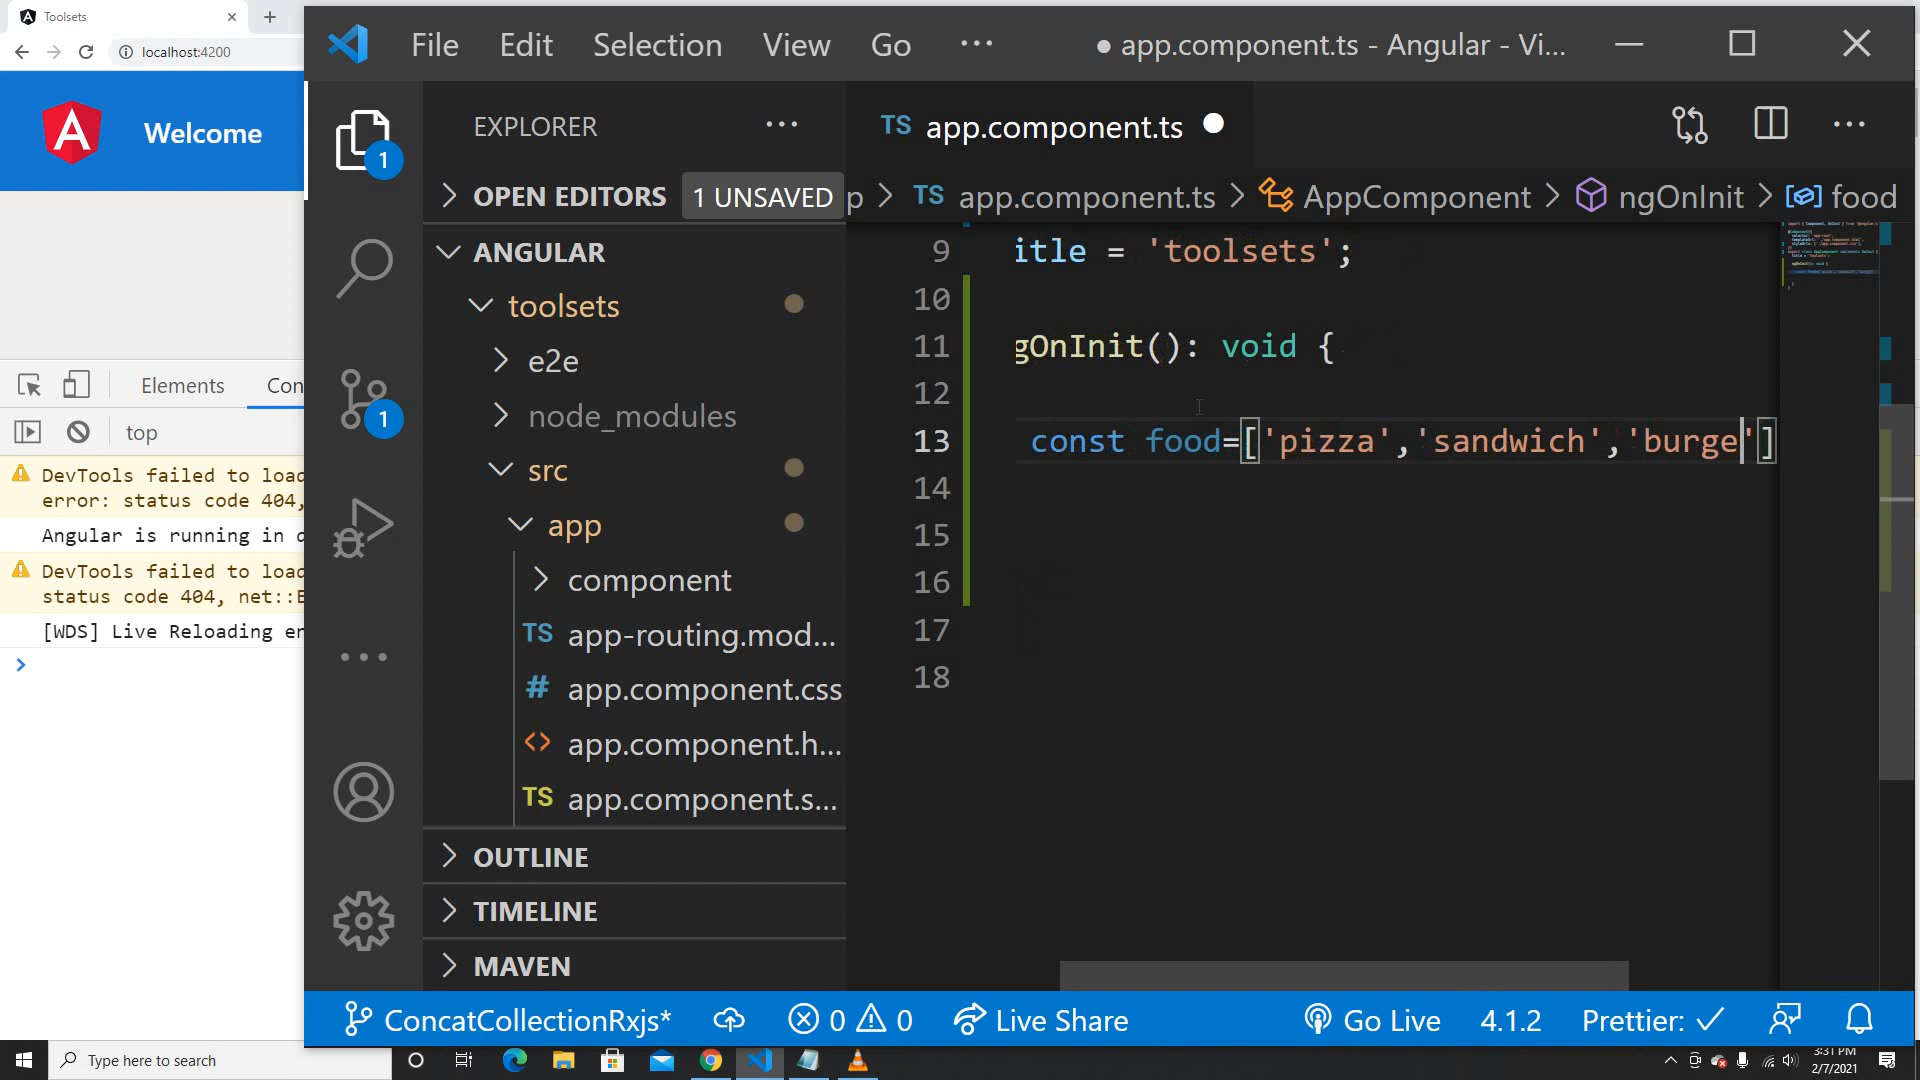 Toolsets
localhost:4200
Welcome
Elements
Con
top
DevTools failed to load
error: status code 404,
Angular is running in d
DevTools failed to load
status code 404, net::E
[WDS] Live Reloading en
File Edit Selection View Go
app.component.ts - Angular - Vi...
1
1
EXPLORER
OPEN EDITORS
1 UNSAVED
ANGULAR
toolsets
e2e
node_modules
src
app
component
TS app-routing.mod...
# app.component.css
<> app.component.h...
TS app.component.s...
OUTLINE
TIMELINE
MAVEN
TS app.component.ts
p > TS app.component.ts > AppComponent > ngOnInit > food
9 itle = 'toolsets';
10
11 gOnInit(): void {
12
13 const food=['pizza','sandwich','burge']
14
15
16
17
18
ConcatCollectionRxjs* 0 0 Live Share Go Live 4.1.2 Prettier: ✓
Type here to search
3:31 PM
2/7/2021